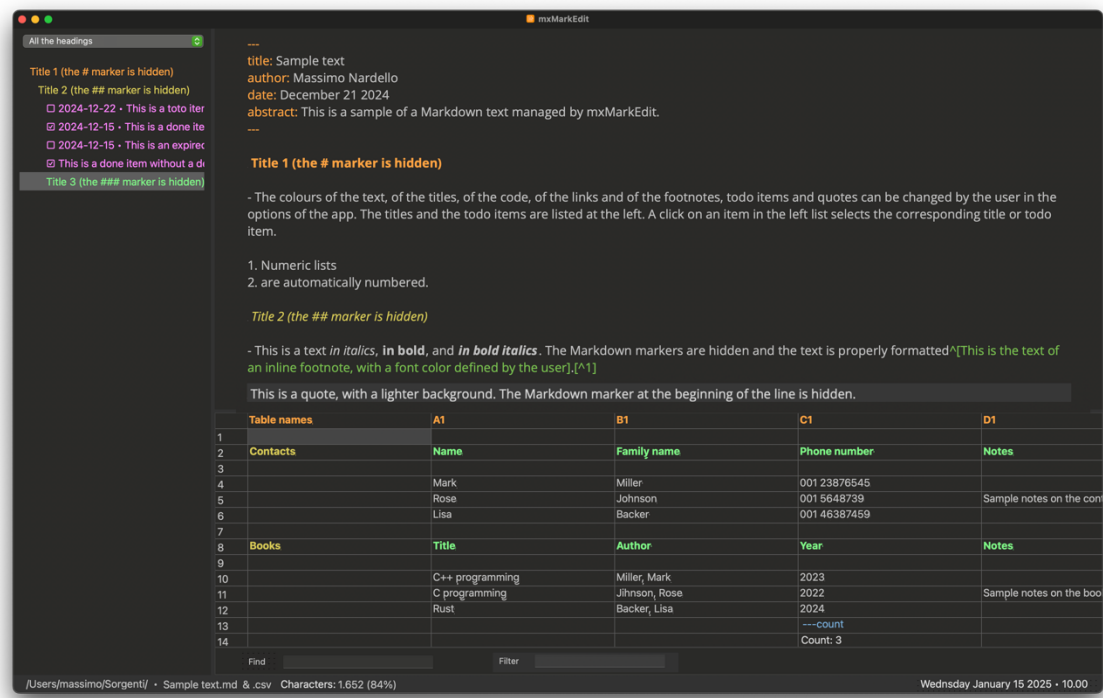 mxMarkEdit
All the headings
Title 1 (the # marker is hidden)
Title 2 (the ## marker is hidden)
☐ 2024-12-22 • This is a toto iter
☑ 2024-12-15 • This is a done ite
☐ 2024-12-15 • This is an expired
☑ This is a done item without a de
Title 3 (the ### marker is hidden)
---
title: Sample text
author: Massimo Nardello
date: December 21 2024
abstract: This is a sample of a Markdown text managed by mxMarkEdit.
---
Title 1 (the # marker is hidden)
- The colours of the text, of the titles, of the code, of the links and of the footnotes, todo items and quotes can be changed by the user in the
options of the app. The titles and the todo items are listed at the left. A click on an item in the left list selects the corresponding title or todo
item.
1. Numeric lists
2. are automatically numbered.
Title 2 (the ## marker is hidden)
- This is a text in italics, in bold, and in bold italics. The Markdown markers are hidden and the text is properly formatted^[This is the text of
an inline footnote, with a font color defined by the user].[^1]
This is a quote, with a lighter background. The Markdown marker at the beginning of the line is hidden.
Table names A1 B1 C1 D1
1
2 Contacts Name Family name Phone number Notes
3
4 Mark Miller 001 23876545
5 Rose Johnson 001 5648739 Sample notes on the cont
6 Lisa Backer 001 46387459
7
8 Books Title Author Year Notes
9
10 C++ programming Miller, Mark 2023
11 C programming Jihnson, Rose 2022 Sample notes on the boo
12 Rust Backer, Lisa 2024
13 ---count
14 Count: 3
Find Filter
/Users/massimo/Sorgenti/ • Sample text.md & .csv Characters: 1.652 (84%) Wednsday January 15 2025 • 10.00